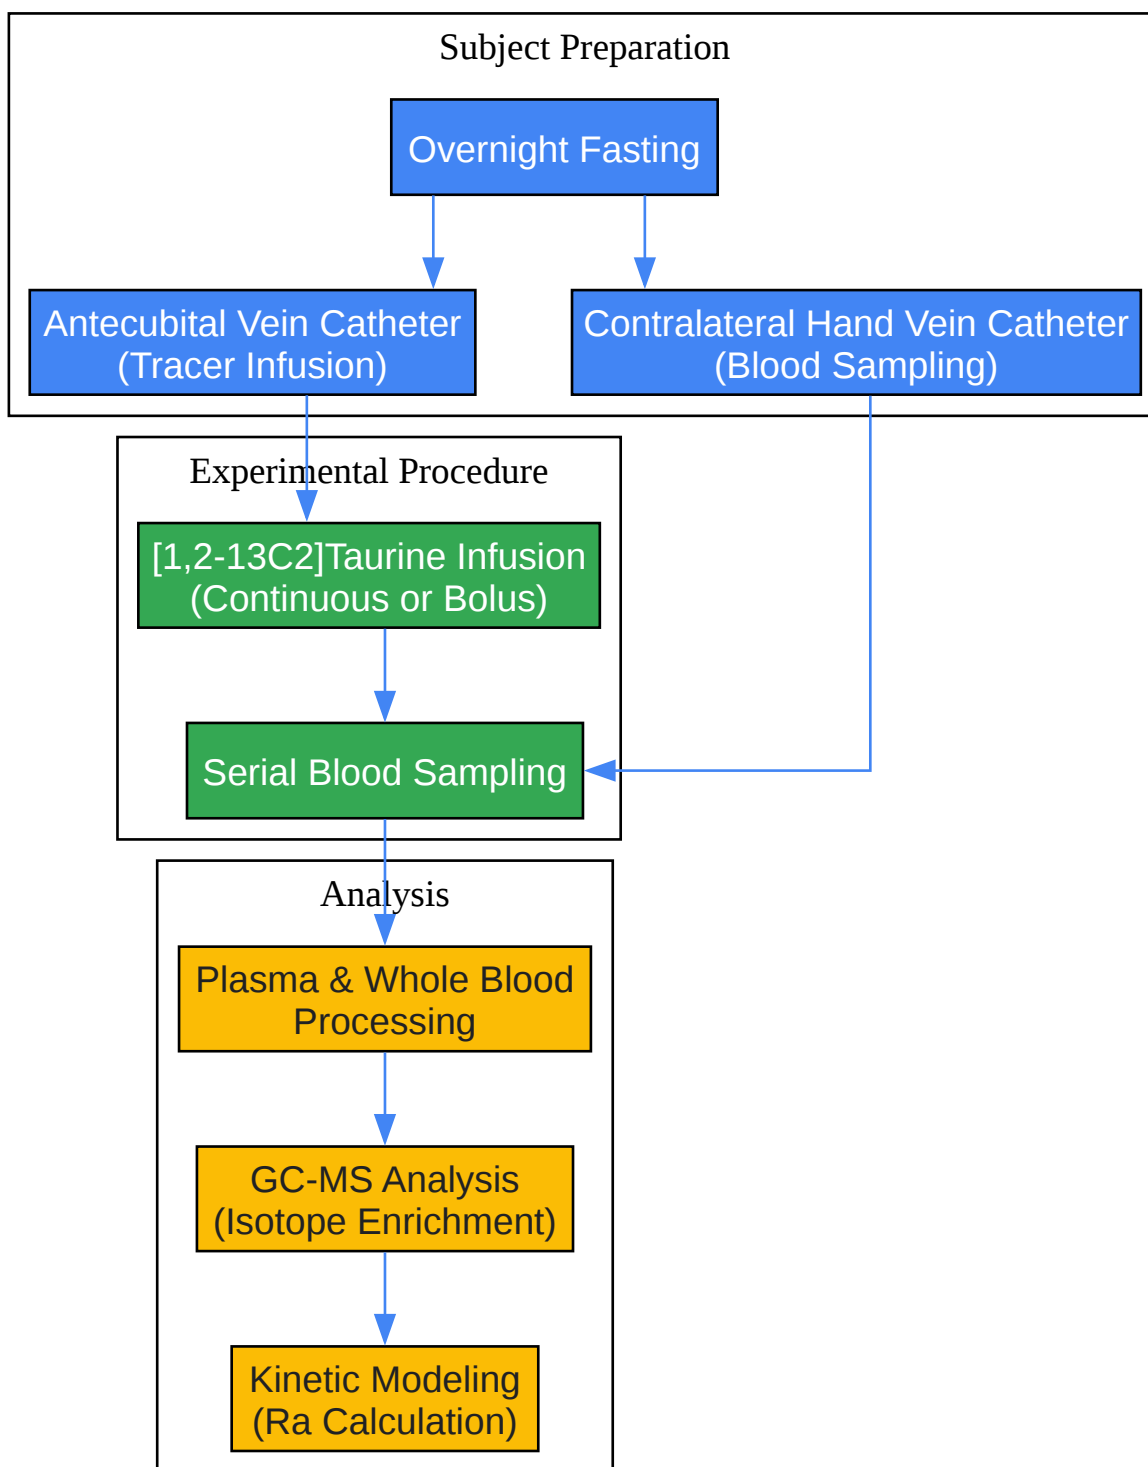 Subject Preparation
Overnight Fasting
Antecubital Vein Catheter
(Tracer Infusion)
Contralateral Hand Vein Catheter
(Blood Sampling)
Experimental Procedure
[1,2-13C2]Taurine Infusion
(Continuous or Bolus)
Serial Blood Sampling
Analysis
Plasma & Whole Blood
Processing
GC-MS Analysis
(Isotope Enrichment)
Kinetic Modeling
(Ra Calculation)